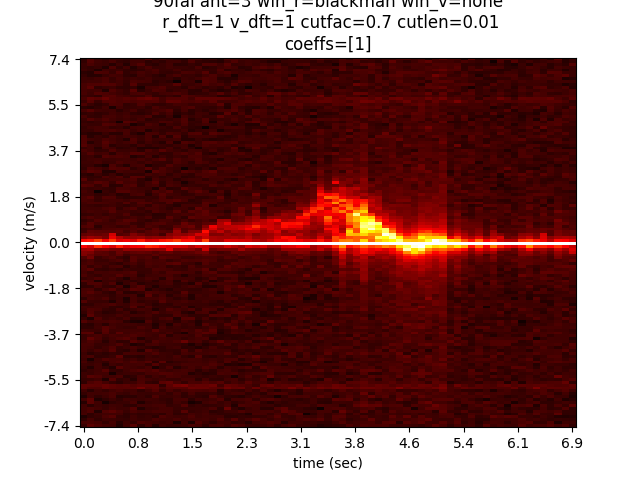 90fal ant=3 win_r=blackman win_v=none
r_dft=1 v_dft=1 cutfac=0.7 cutlen=0.01
coeffs=[1]
7.4
5.5
3.7
1.8
0.0
-1.8
-3.7
-5.5
-7.4
velocity (m/s)
0.0 0.8 1.5 2.3 3.1 3.8 4.6 5.4 6.1 6.9
time (sec)